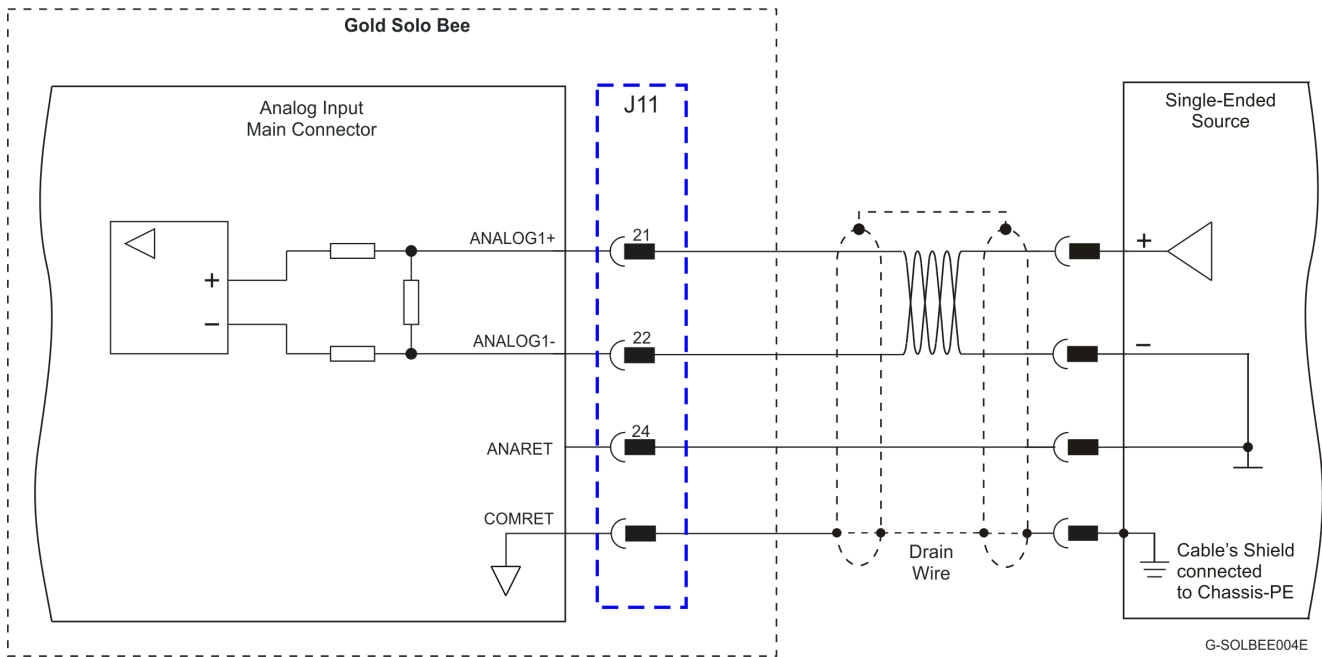 Gold Solo Bee
Analog Input
Main Connector
J11
Single-Ended
Source
ANALOG1+
21
+
+
−
ANALOG1-
22
−
ANARET
24
COMRET
Drain
Wire
Cable's Shield
connected
to Chassis-PE
G-SOLBEE004E